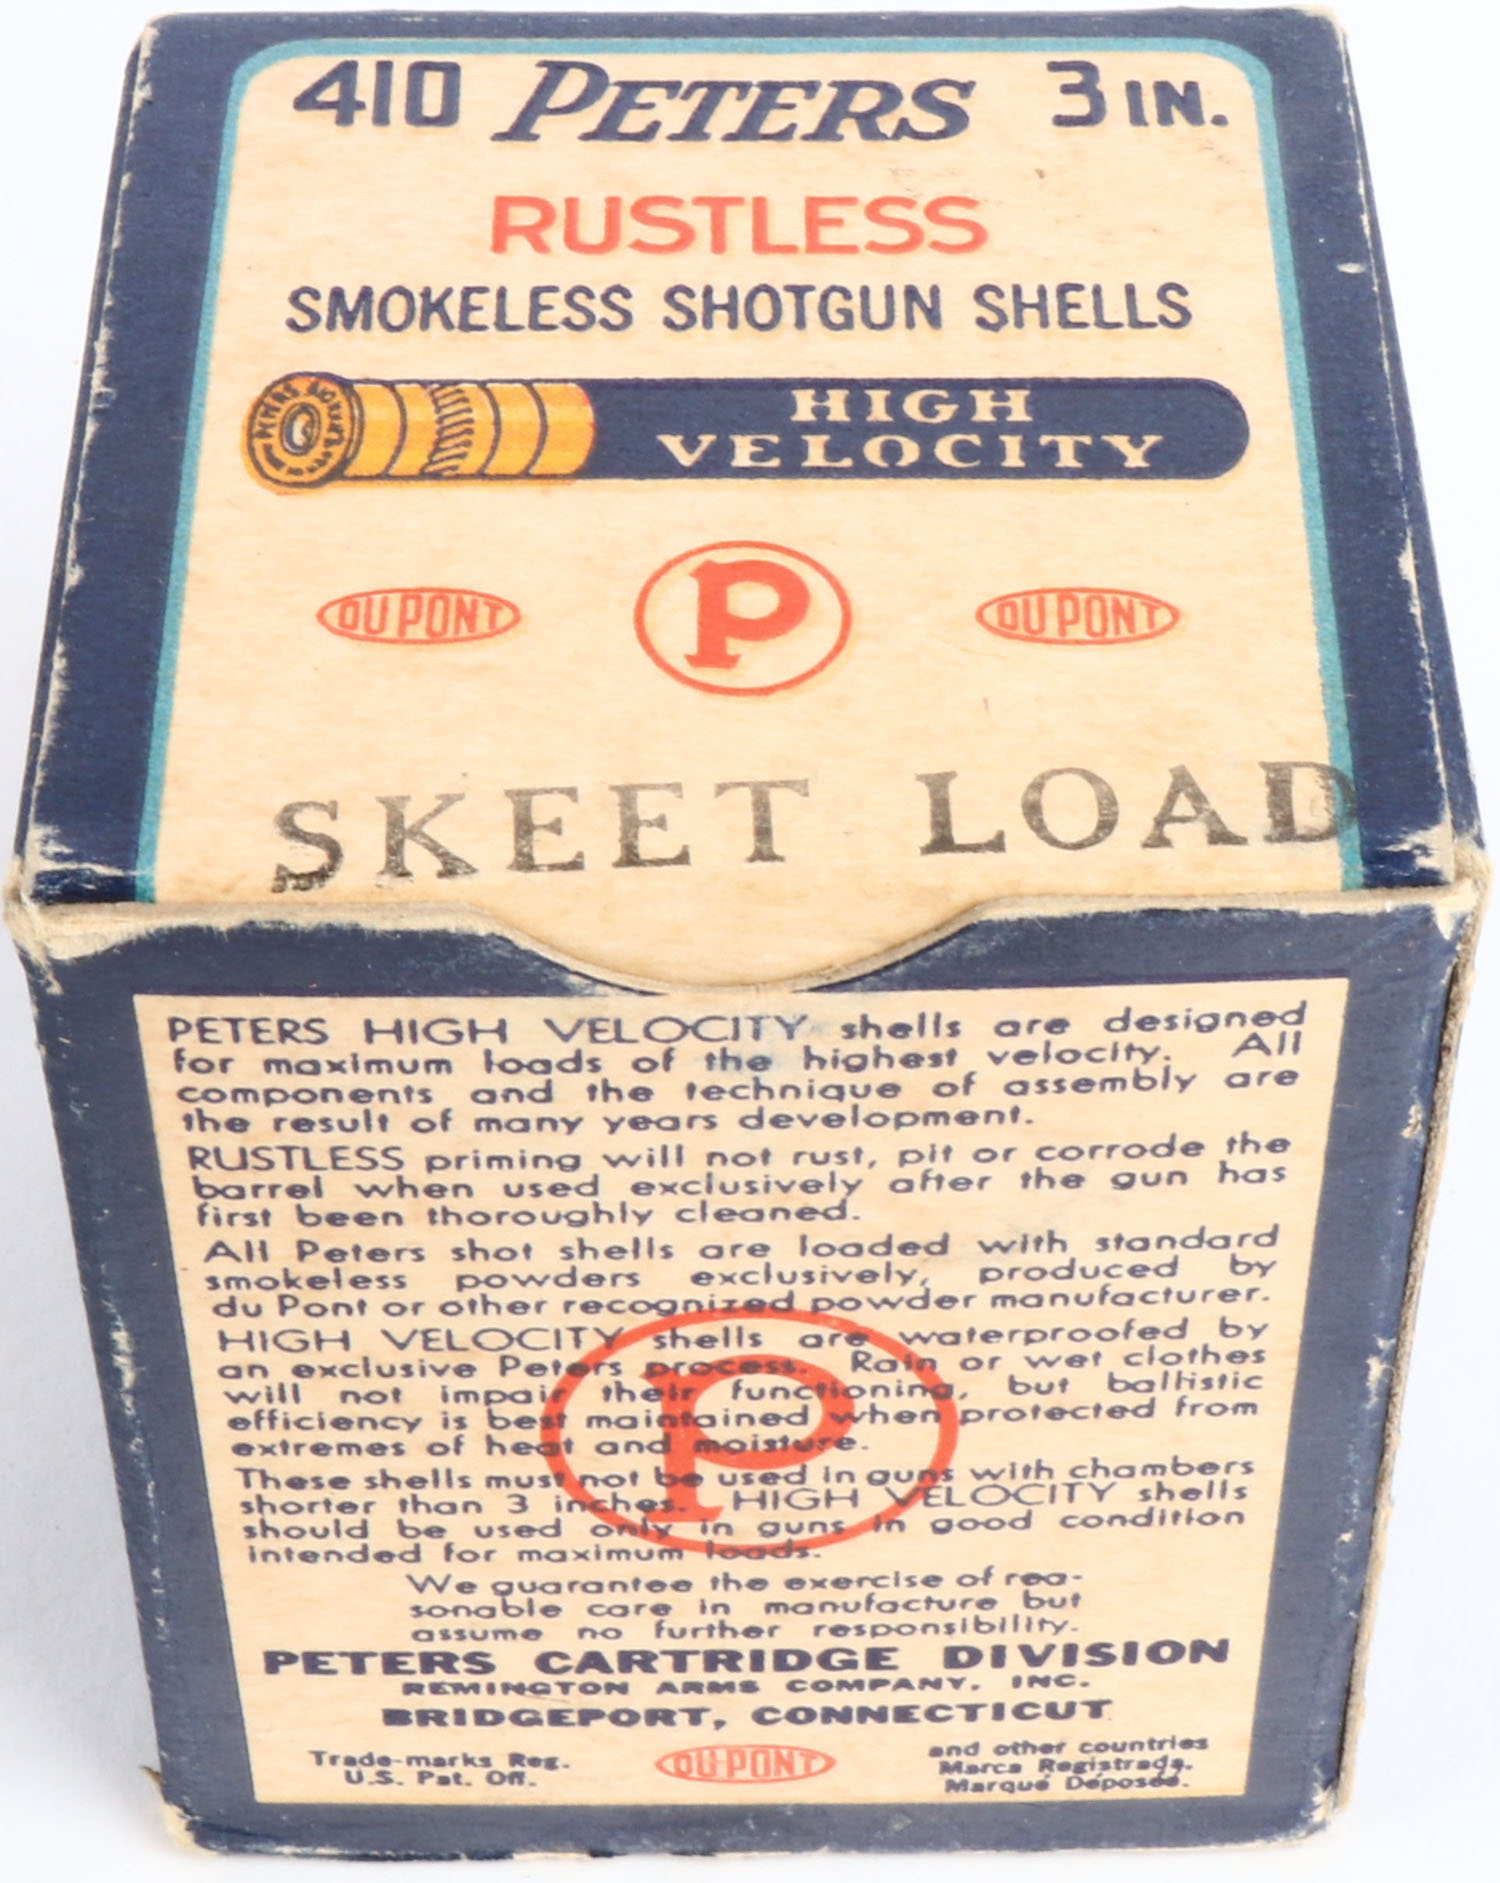 410 PETERS 3 IN.
RUSTLESS
SMOKELESS SHOTGUN SHELLS
HIGH
VELOCITY
DU PONT P DU PONT
SKEET LOAD
PETERS HIGH VELOCITY shells are designed
for maximum loads of the highest velocity. All
components and the technique of assembly are
the result of many years development.
RUSTLESS priming will not rust, pit or corrode the
barrel when used exclusively after the gun has
first been thoroughly cleaned.
All Peters shot shells are loaded with standard
smokeless powders exclusively, produced by
du Pont or other recognized powder manufacturer.
HIGH VELOCITY shells are waterproofed by
an exclusive Peters process. Rain or wet clothes
will not impair their functioning, but ballistic
efficiency is best maintained when protected from
extremes of heat and moisture.
These shells must not be used in guns with chambers
shorter than 3 inches. HIGH VELOCITY shells
should be used only in guns in good condition
intended for maximum loads.
P
We guarantee the exercise of rea-
sonable care in manufacture but
assume no further responsibility.
PETERS CARTRIDGE DIVISION
REMINGTON ARMS COMPANY, INC.
BRIDGEPORT, CONNECTICUT
Trade-marks Reg.
U.S. Pat. Off.
DU PONT
and other countries
Marca Registrada.
Marqué Déposée.